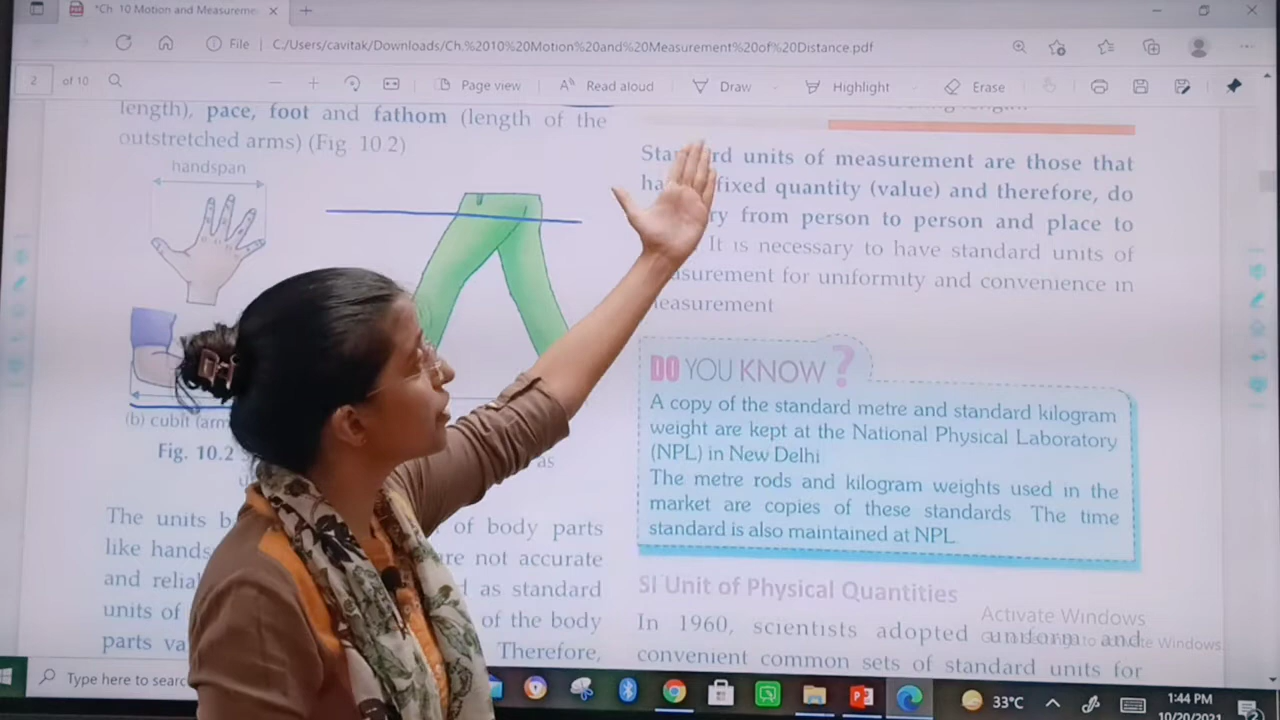 *Ch 10 Motion and Measureme
File
C:/Users/cavitak/Downloads/Ch.%2010%20Motion%20and%20Measurement%20of%20Distance.pdf
2 of 10
Page view
Read aloud
Draw
Highlight
Erase
length), pace, foot and fathom (length of the
outstretched arms) (Fig 10.2)
handspan
(b) cubit (arm
Fig. 10.2
as
The units b of body parts
like hands re not accurate
and relia as standard
units of of the body
parts va Therefore,
Standard units of measurement are those that
ha fixed quantity (value) and therefore, do
ry from person to person and place to
It is necessary to have standard units of
asurement for uniformity and convenience in
measurement
DO YOU KNOW ?
A copy of the standard metre and standard kilogram
weight are kept at the National Physical Laboratory
(NPL) in New Delhi
The metre rods and kilogram weights used in the
market are copies of these standards The time
standard is also maintained at NPL
SI Unit of Physical Quantities
In 1960, scientists adopted uniform and
convenient common sets of standard units for
Activate Windows
Type here to searc
33°C
1:44 PM
10/20/2021